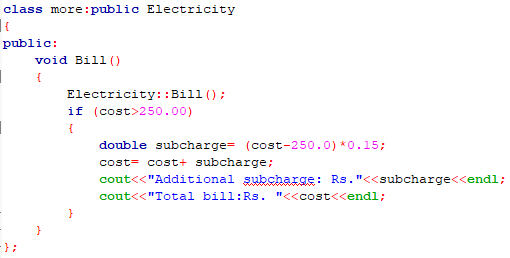 class more:public Electricity
{
public:
    void Bill()
    {
        Electricity::Bill();
        if (cost>250.00)
        {
            double subcharge= (cost-250.0)*0.15;
            cost= cost+ subcharge;
            cout<<"Additional subcharge: Rs."<<subcharge<<endl;
            cout<<"Total bill:Rs. "<<cost<<endl;
        }
    }
};